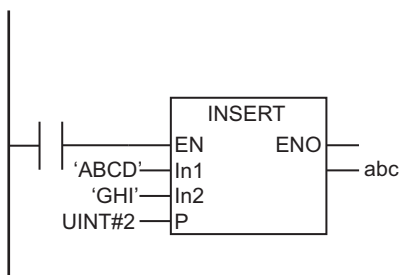 INSERT
EN ENO
'ABCD' In1 abc
'GHI' In2
UINT#2 P